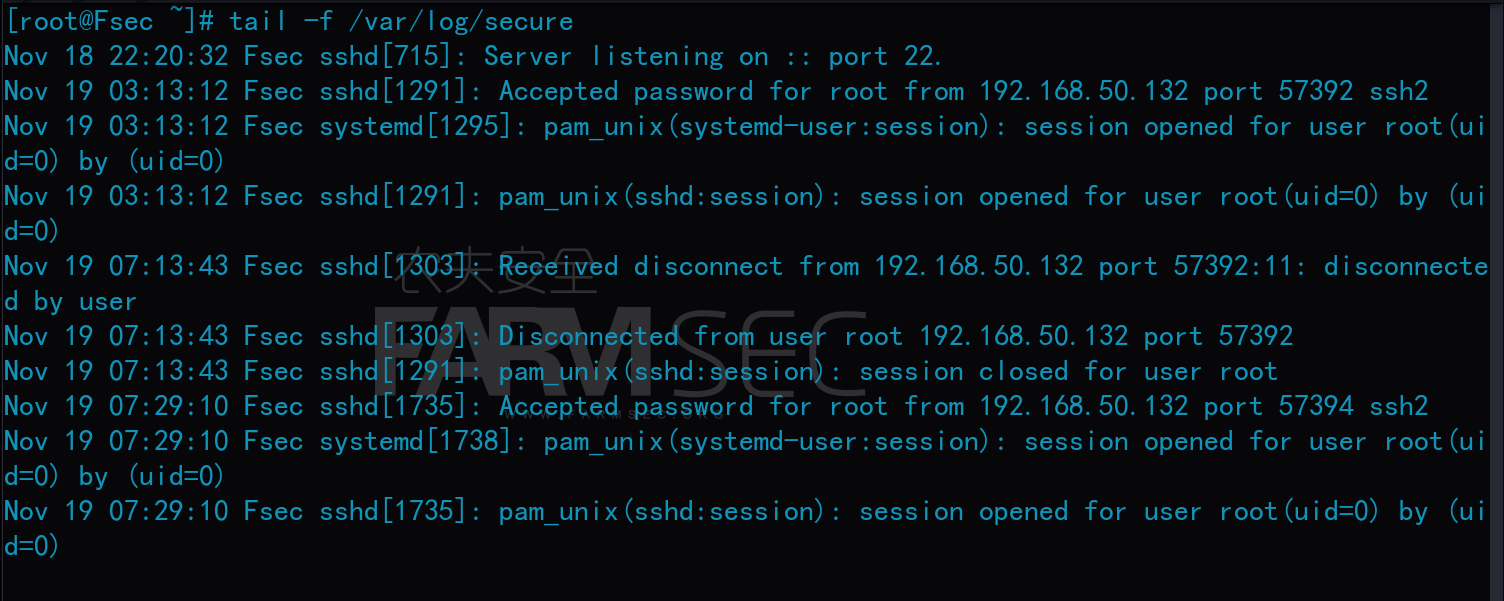 [root@Fsec ~]# tail -f /var/log/secure
Nov 18 22:20:32 Fsec sshd[715]: Server listening on :: port 22.
Nov 19 03:13:12 Fsec sshd[1291]: Accepted password for root from 192.168.50.132 port 57392 ssh2
Nov 19 03:13:12 Fsec systemd[1295]: pam_unix(systemd-user:session): session opened for user root(ui
d=0) by (uid=0)
Nov 19 03:13:12 Fsec sshd[1291]: pam_unix(sshd:session): session opened for user root(uid=0) by (ui
d=0)
农夫安全
Nov 19 07:13:43 Fsec sshd[1303]: Received disconnect from 192.168.50.132 port 57392:11: disconnecte
d by user
FARMSEC
Nov 19 07:13:43 Fsec sshd[1303]: Disconnected from user root 192.168.50.132 port 57392
Nov 19 07:13:43 Fsec sshd[1291]: pam_unix(sshd:session): session closed for user root
Nov 19 07:29:10 Fsec sshd[1735]: Accepted password for root from 192.168.50.132 port 57394 ssh2
Nov 19 07:29:10 Fsec systemd[1738]: pam_unix(systemd-user:session): session opened for user root(ui
d=0) by (uid=0)
Nov 19 07:29:10 Fsec sshd[1735]: pam_unix(sshd:session): session opened for user root(uid=0) by (ui
d=0)